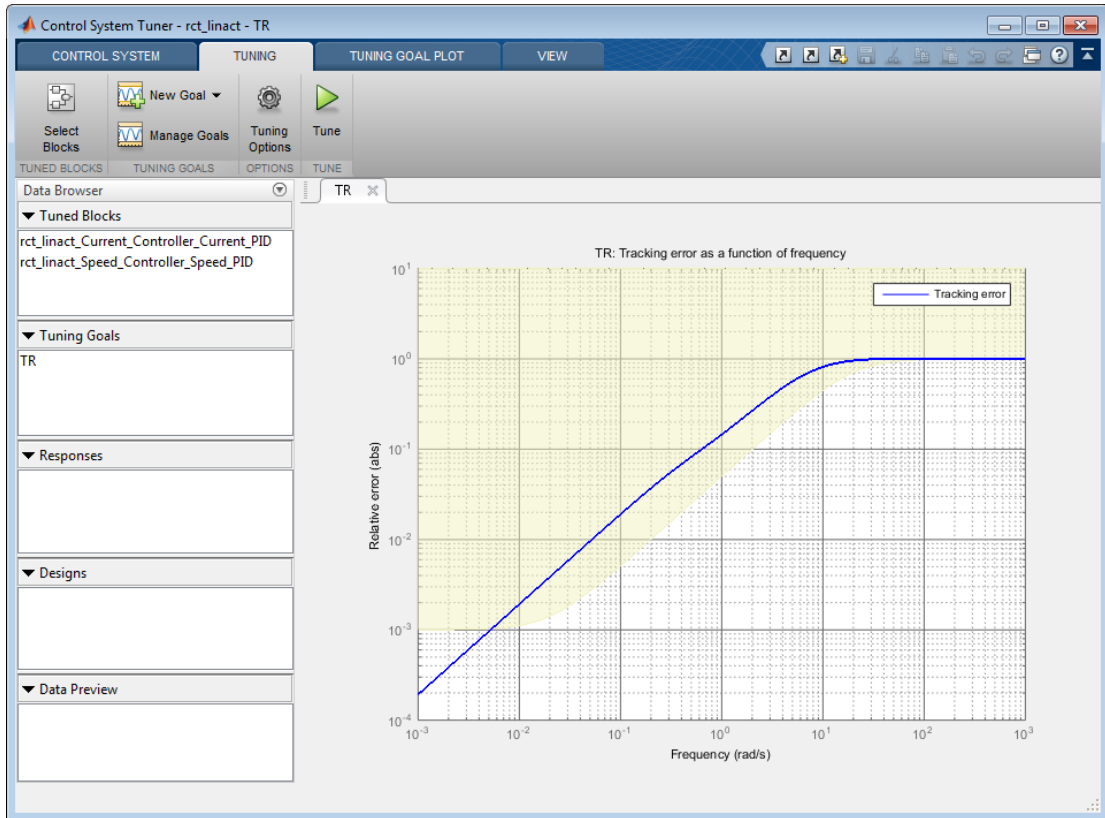 Control System Tuner - rct_linact - TR
CONTROL SYSTEM TUNING TUNING GOAL PLOT VIEW
Select Blocks
New Goal
Manage Goals
Tuning Options
Tune
TUNED BLOCKS TUNING GOALS OPTIONS TUNE
Data Browser
TR
Tuned Blocks
rct_linact_Current_Controller_Current_PID
rct_linact_Speed_Controller_Speed_PID
Tuning Goals
TR
Responses
Designs
Data Preview
TR: Tracking error as a function of frequency
Tracking error
Relative error (abs)
10^1
10^0
10^-1
10^-2
10^-3
10^-4
10^-3 10^-2 10^-1 10^0 10^1 10^2 10^3
Frequency (rad/s)